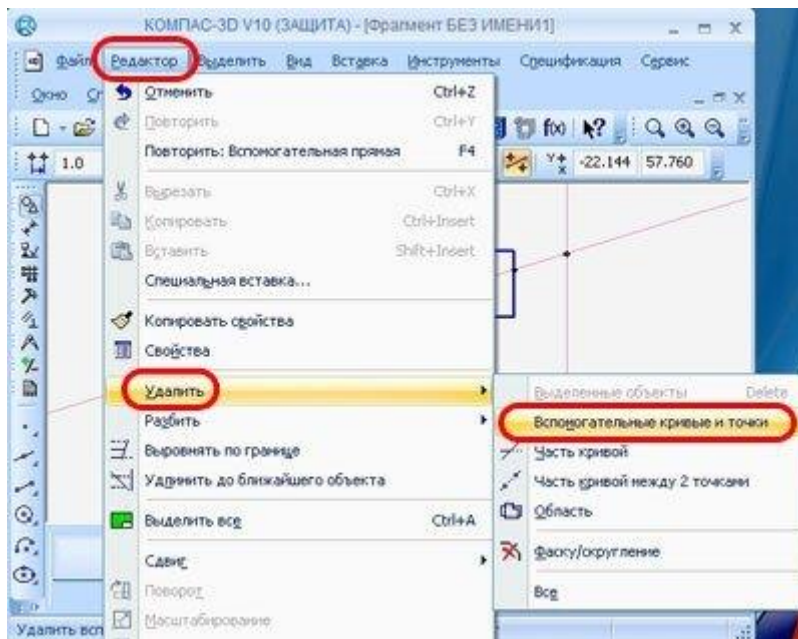 КОМПАС-3D V10 (ЗАЩИТА) - [Фрагмент БЕЗ ИМЕНИ1]
Файл Редактор Выделить Вид Вставка Инструменты Спецификация Сервис
Окно
Отменить Ctrl+Z
Повторить Ctrl+Y
Повторить: Вспомогательная прямая F4
1.0
-22.144 57.760
Вырезать Ctrl+X
Копировать Ctrl+Insert
Вставить Shift+Insert
Специальная вставка...
Копировать свойства
Свойства
Удалить
Разбить
Выровнять по границе
Удлинить до ближайшего объекта
Выделить все Ctrl+A
Сдвиг
Поворот
Масштабирование
Выделенные объекты Delete
Вспомогательные кривые и точки
Часть кривой
Часть кривой между 2 точками
Область
Фаску/скругление
Все
Удалить всп